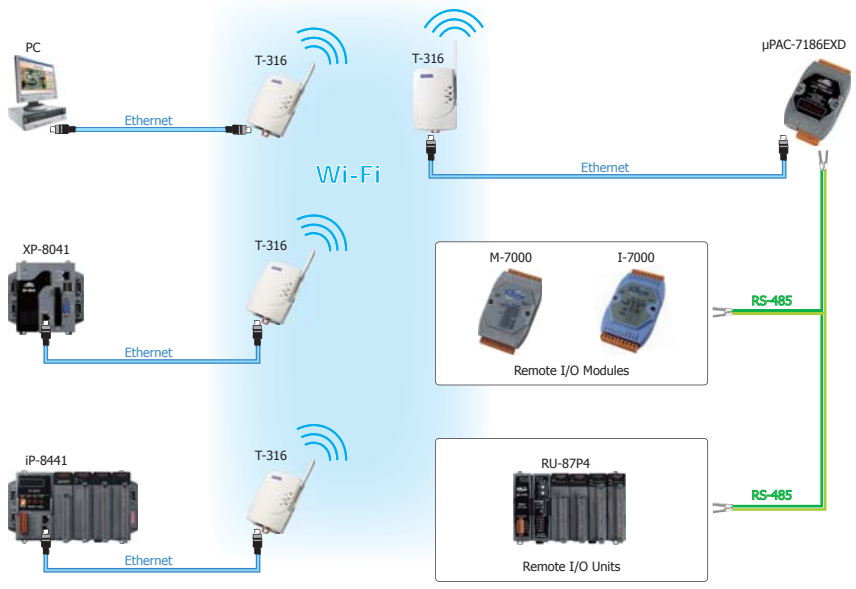 PC
T-316
T-316
µPAC-7186EXD
Ethernet
Ethernet
Wi-Fi
XP-8041
T-316
M-7000
I-7000
RS-485
Ethernet
Remote I/O Modules
iP-8441
T-316
RU-87P4
RS-485
Ethernet
Remote I/O Units